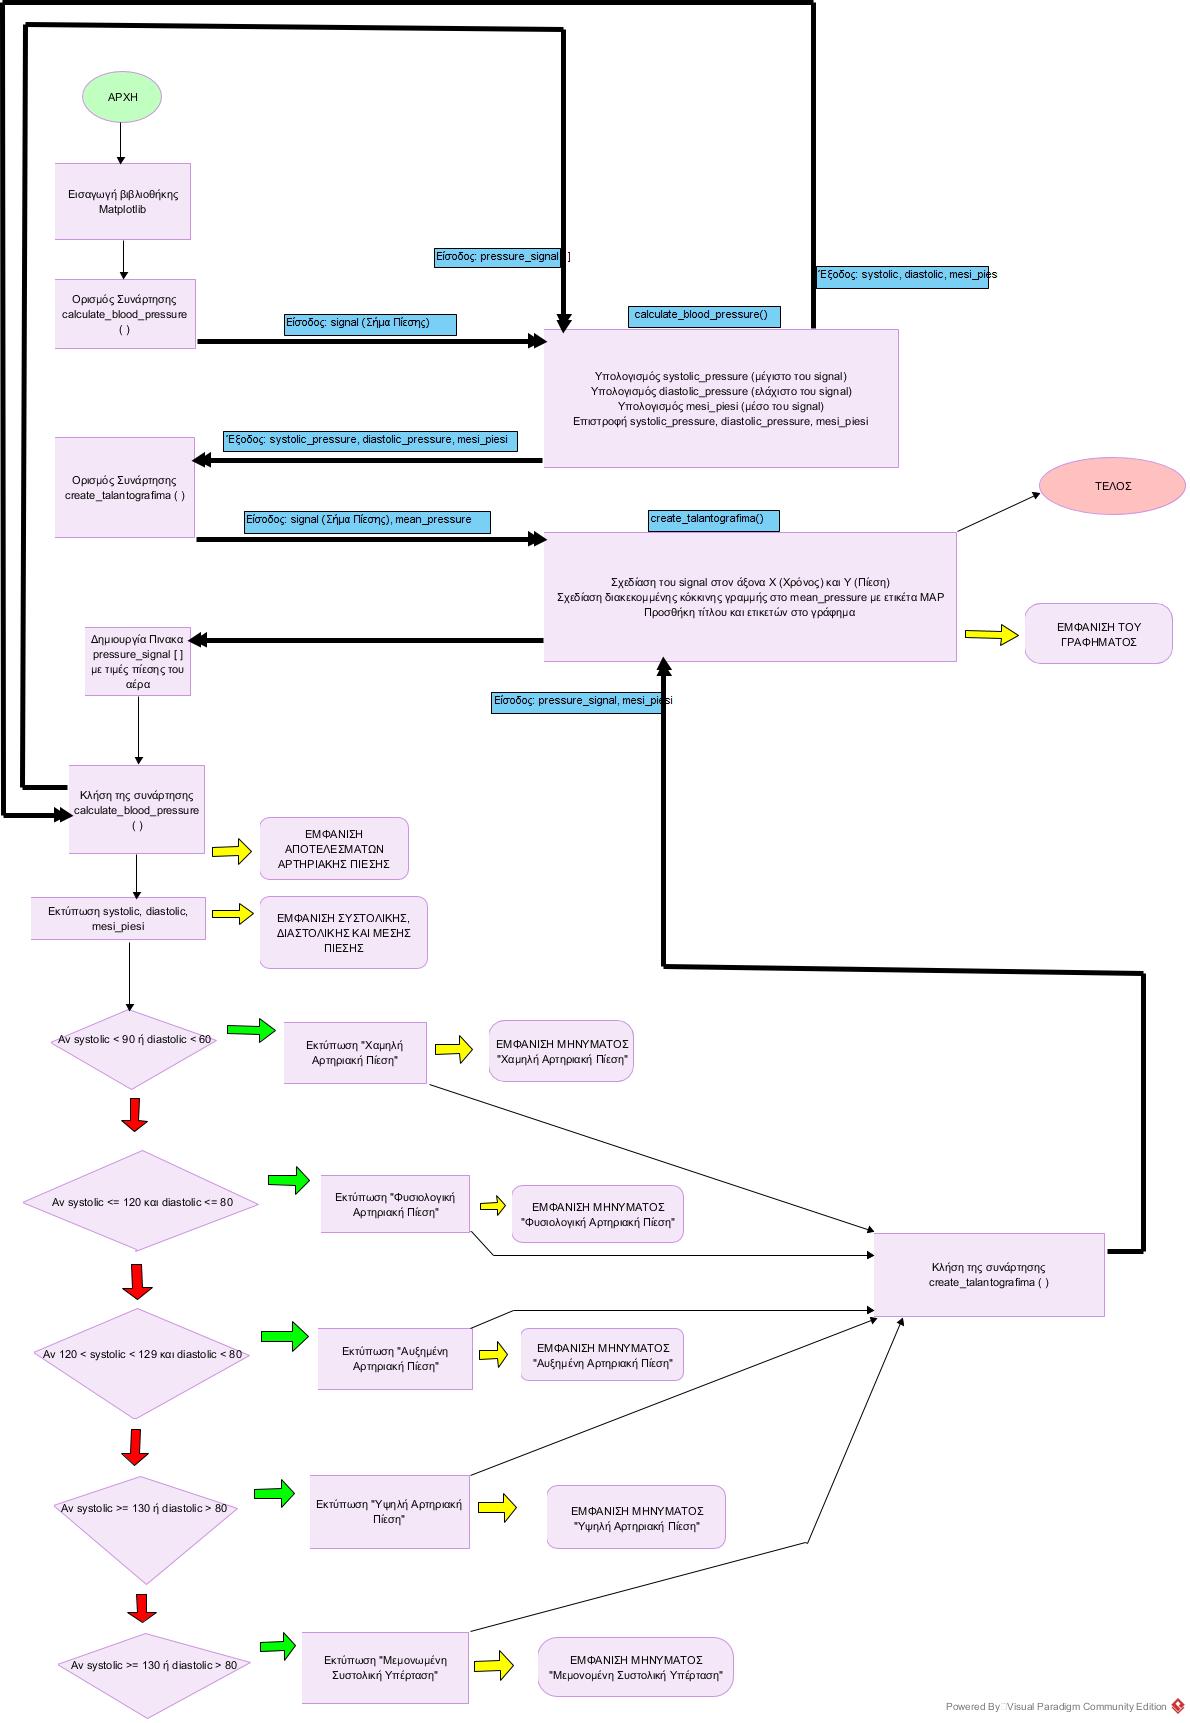 ΑΡΧΗ
Εισαγωγή βιβλιοθήκης
Matplotlib
Είσοδος: pressure_signal[ ]
Έξοδος: systolic, diastolic, mesi_pies
Ορισμός Συνάρτησης
calculate_blood_pressure
( )
Είσοδος: signal (Σήμα Πίεσης)
calculate_blood_pressure()
Υπολογισμός systolic_pressure (μέγιστο του signal)
Υπολογισμός diastolic_pressure (ελάχιστο του signal)
Υπολογισμός mesi_piesi (μέσο του signal)
Επιστροφή systolic_pressure, diastolic_pressure, mesi_piesi
Έξοδος: systolic_pressure, diastolic_pressure, mesi_piesi
Ορισμός Συνάρτησης
create_talantografima ( )
ΤΕΛΟΣ
Είσοδος: signal (Σήμα Πίεσης), mean_pressure
create_talantografima()
Σχεδίαση του signal στον άξονα X (Χρόνος) και Y (Πίεση)
Σχεδίαση διακεκομμένης κόκκινης γραμμής στο mean_pressure με ετικέτα MAP
Προσθήκη τίτλου και ετικετών στο γράφημα
ΕΜΦΑΝΙΣΗ ΤΟΥ
ΓΡΑΦΗΜΑΤΟΣ
Δημιουργία Πινακα
pressure_signal [ ]
με τιμές πίεσης του
αέρα
Είσοδος: pressure_signal, mesi_piesi
Κλήση της συνάρτησης
calculate_blood_pressure
( )
ΕΜΦΑΝΙΣΗ
ΑΠΟΤΕΛΕΣΜΑΤΩΝ
ΑΡΤΗΡΙΑΚΗΣ ΠΙΕΣΗΣ
Εκτύπωση systolic, diastolic,
mesi_piesi
ΕΜΦΑΝΙΣΗ ΣΥΣΤΟΛΙΚΗΣ,
ΔΙΑΣΤΟΛΙΚΗΣ ΚΑΙ ΜΕΣΗΣ
ΠΙΕΣΗΣ
Αν systolic < 90 ή diastolic < 60
Εκτύπωση "Χαμηλή
Αρτηριακή Πίεση"
ΕΜΦΑΝΙΣΗ ΜΗΝΥΜΑΤΟΣ
"Χαμηλή Αρτηριακή Πίεση"
Αν systolic <= 120 και diastolic <= 80
Εκτύπωση "Φυσιολογική
Αρτηριακή Πίεση"
ΕΜΦΑΝΙΣΗ ΜΗΝΥΜΑΤΟΣ
"Φυσιολογική Αρτηριακή Πίεση"
Κλήση της συνάρτησης
create_talantografima ( )
Αν 120 < systolic < 129 και diastolic < 80
Εκτύπωση "Αυξημένη
Αρτηριακή Πίεση"
ΕΜΦΑΝΙΣΗ ΜΗΝΥΜΑΤΟΣ
"Αυξημένη Αρτηριακή Πίεση"
Αν systolic >= 130 ή diastolic > 80
Εκτύπωση "Υψηλή Αρτηριακή
Πίεση"
ΕΜΦΑΝΙΣΗ ΜΗΝΥΜΑΤΟΣ
"Υψηλή Αρτηριακή Πίεση"
Αν systolic >= 130 ή diastolic > 80
Εκτύπωση "Μεμονωμένη
Συστολική Υπέρταση"
ΕΜΦΑΝΙΣΗ ΜΗΝΥΜΑΤΟΣ
"Μεμονομένη Συστολική Υπέρταση"
Powered By Visual Paradigm Community Edition